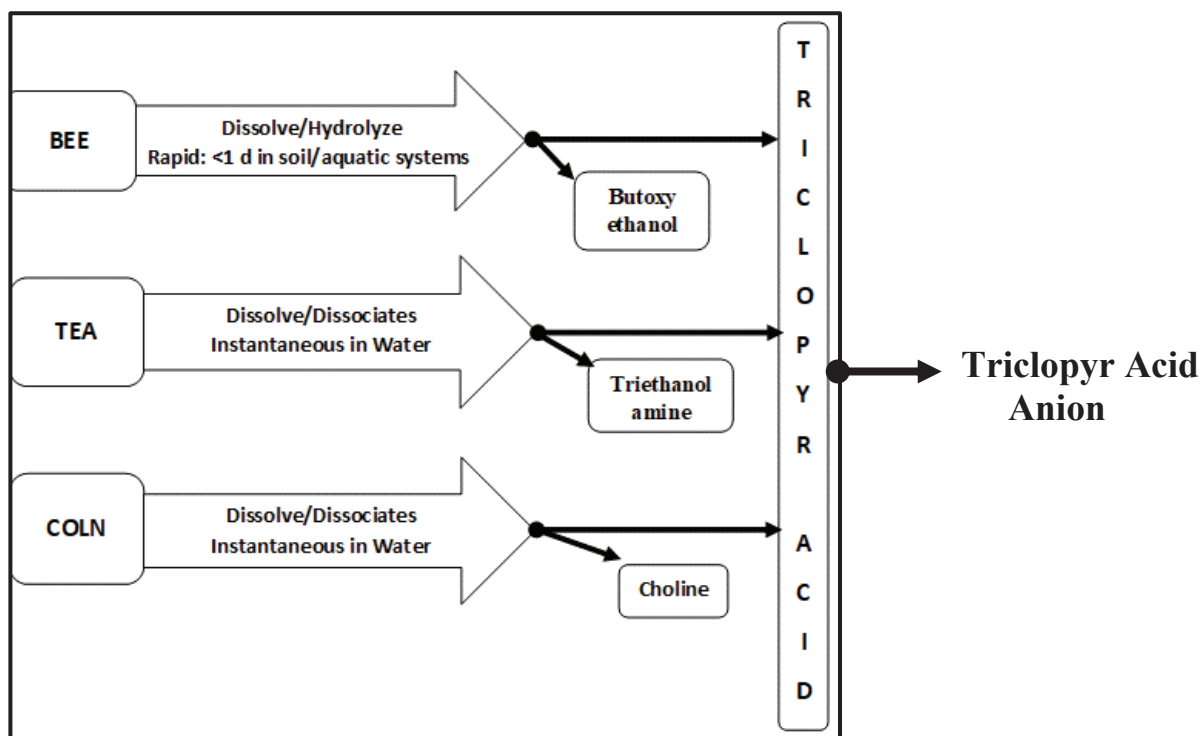 BEE
Dissolve/Hydrolyze
Rapid: <1 d in soil/aquatic systems
Butoxy
ethanol
TEA
Dissolve/Dissociates
Instantaneous in Water
Triethanol
amine
COLN
Dissolve/Dissociates
Instantaneous in Water
Choline
T
R
I
C
L
O
P
Y
R
A
C
I
D
Triclopyr Acid
Anion